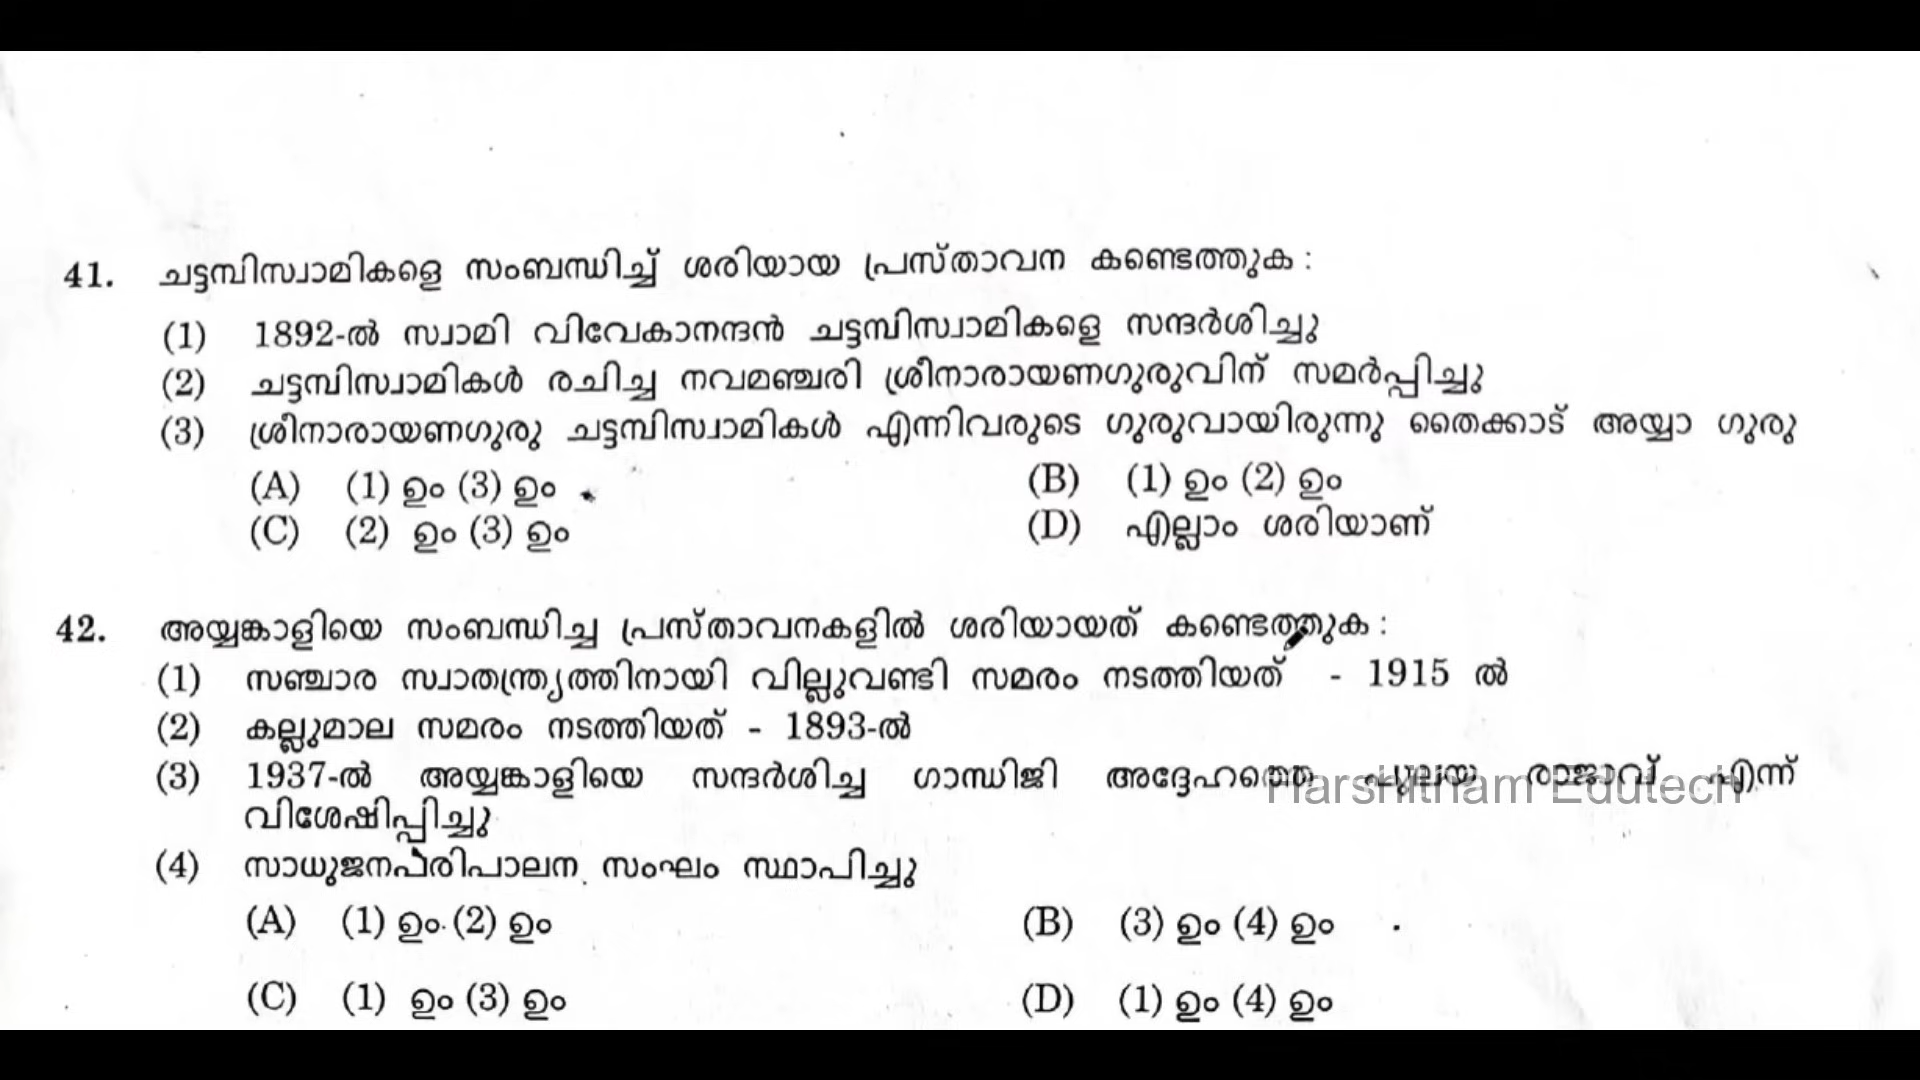 41. ചട്ടമ്പിസ്വാമികളെ സംബന്ധിച്ച് ശരിയായ പ്രസ്താവന കണ്ടെത്തുക :
(1) 1892-ൽ സ്വാമി വിവേകാനന്ദൻ ചട്ടമ്പിസ്വാമികളെ സന്ദർശിച്ചു
(2) ചട്ടമ്പിസ്വാമികൾ രചിച്ച നവമഞ്ചരി ശ്രീനാരായണഗുരുവിന് സമർപ്പിച്ചു
(3) ശ്രീനാരായണഗുരു ചട്ടമ്പിസ്വാമികൾ എന്നിവരുടെ ഗുരുവായിരുന്നു തൈക്കാട് അയ്യാ ഗുരു
(A) (1) ഉം (3) ഉം (B) (1) ഉം (2) ഉം
(C) (2) ഉം (3) ഉം (D) എല്ലാം ശരിയാണ്
42. അയ്യങ്കാളിയെ സംബന്ധിച്ച പ്രസ്താവനകളിൽ ശരിയായത് കണ്ടെത്തുക :
(1) സഞ്ചാര സ്വാതന്ത്ര്യത്തിനായി വില്ലുവണ്ടി സമരം നടത്തിയത് - 1915 ൽ
(2) കല്ലുമാല സമരം നടത്തിയത് - 1893-ൽ
(3) 1937-ൽ അയ്യങ്കാളിയെ സന്ദർശിച്ച ഗാന്ധിജി അദ്ദേഹത്തെ പുലയ രാജാവ് എന്ന്
Harshitham Edutech
വിശേഷിപ്പിച്ചു
(4) സാധുജനപരിപാലന സംഘം സ്ഥാപിച്ചു
(A) (1) ഉം (2) ഉം (B) (3) ഉം (4) ഉം
(C) (1) ഉം (3) ഉം (D) (1) ഉം (4) ഉം